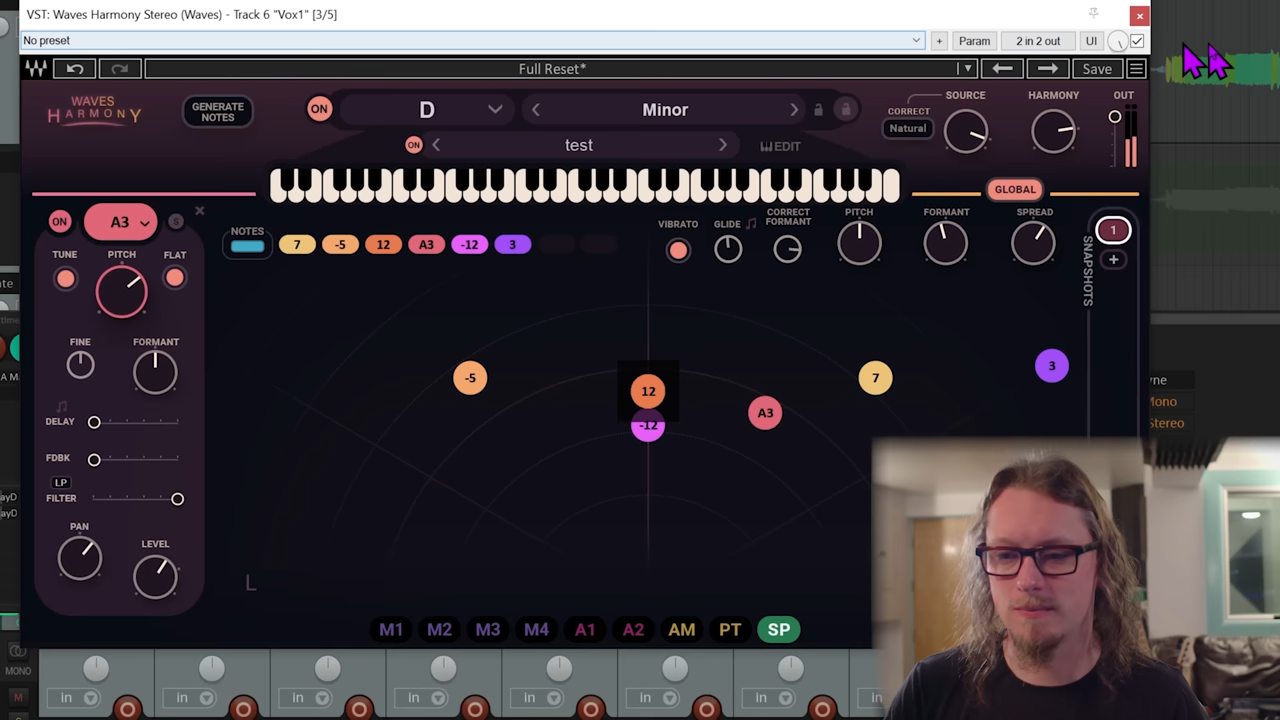 VST: Waves Harmony Stereo (Waves) - Track 6 "Vox1" [3/5]
No preset
+ Param 2 in 2 out UI
Full Reset*
Save
WAVES HARMONY
GENERATE NOTES
ON D Minor
CORRECT
Natural
SOURCE HARMONY OUT
ON test EDIT
GLOBAL
ON A3 S
NOTES
7 -5 12 A3 -12 3
VIBRATO GLIDE CORRECT FORMANT PITCH FORMANT SPREAD
1
+
SNAPSHOTS
TUNE PITCH FLAT
FINE FORMANT
DELAY
FDBK
LP
FILTER
PAN LEVEL
-5
12
-12
A3
7
3
L
M1 M2 M3 M4 A1 A2 AM PT SP
yne
Mono
Stereo
MONO
M
in in in in in in in in